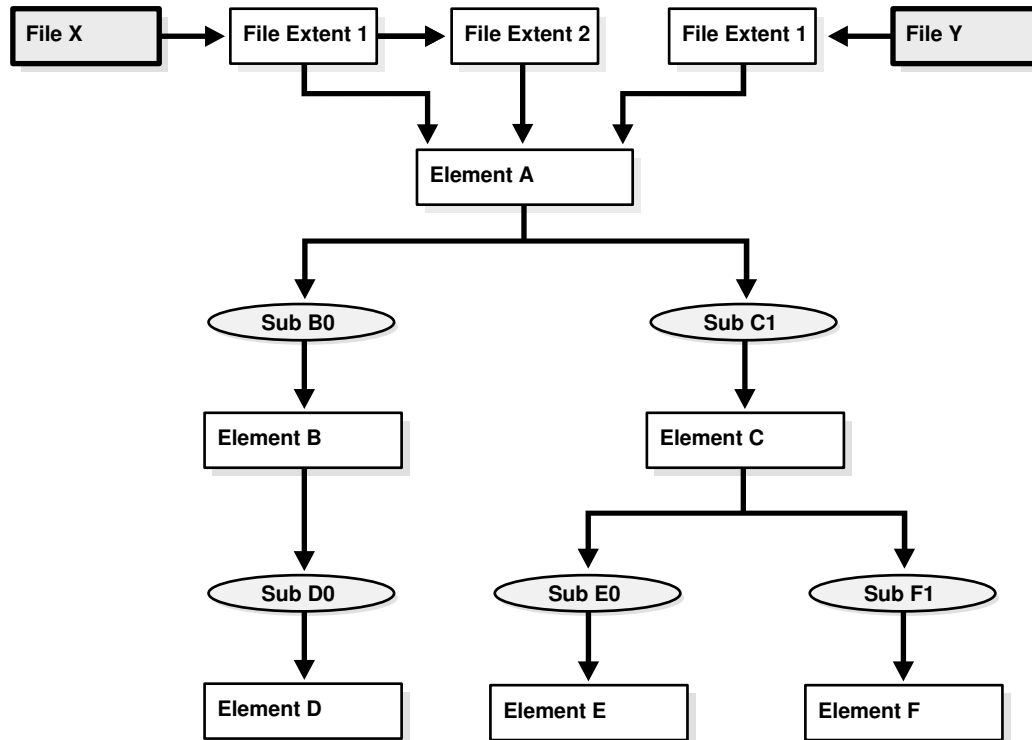 File X
File Extent 1
File Extent 2
File Extent 1
File Y
Element A
Sub B0
Sub C1
Element B
Element C
Sub D0
Sub E0
Sub F1
Element D
Element E
Element F